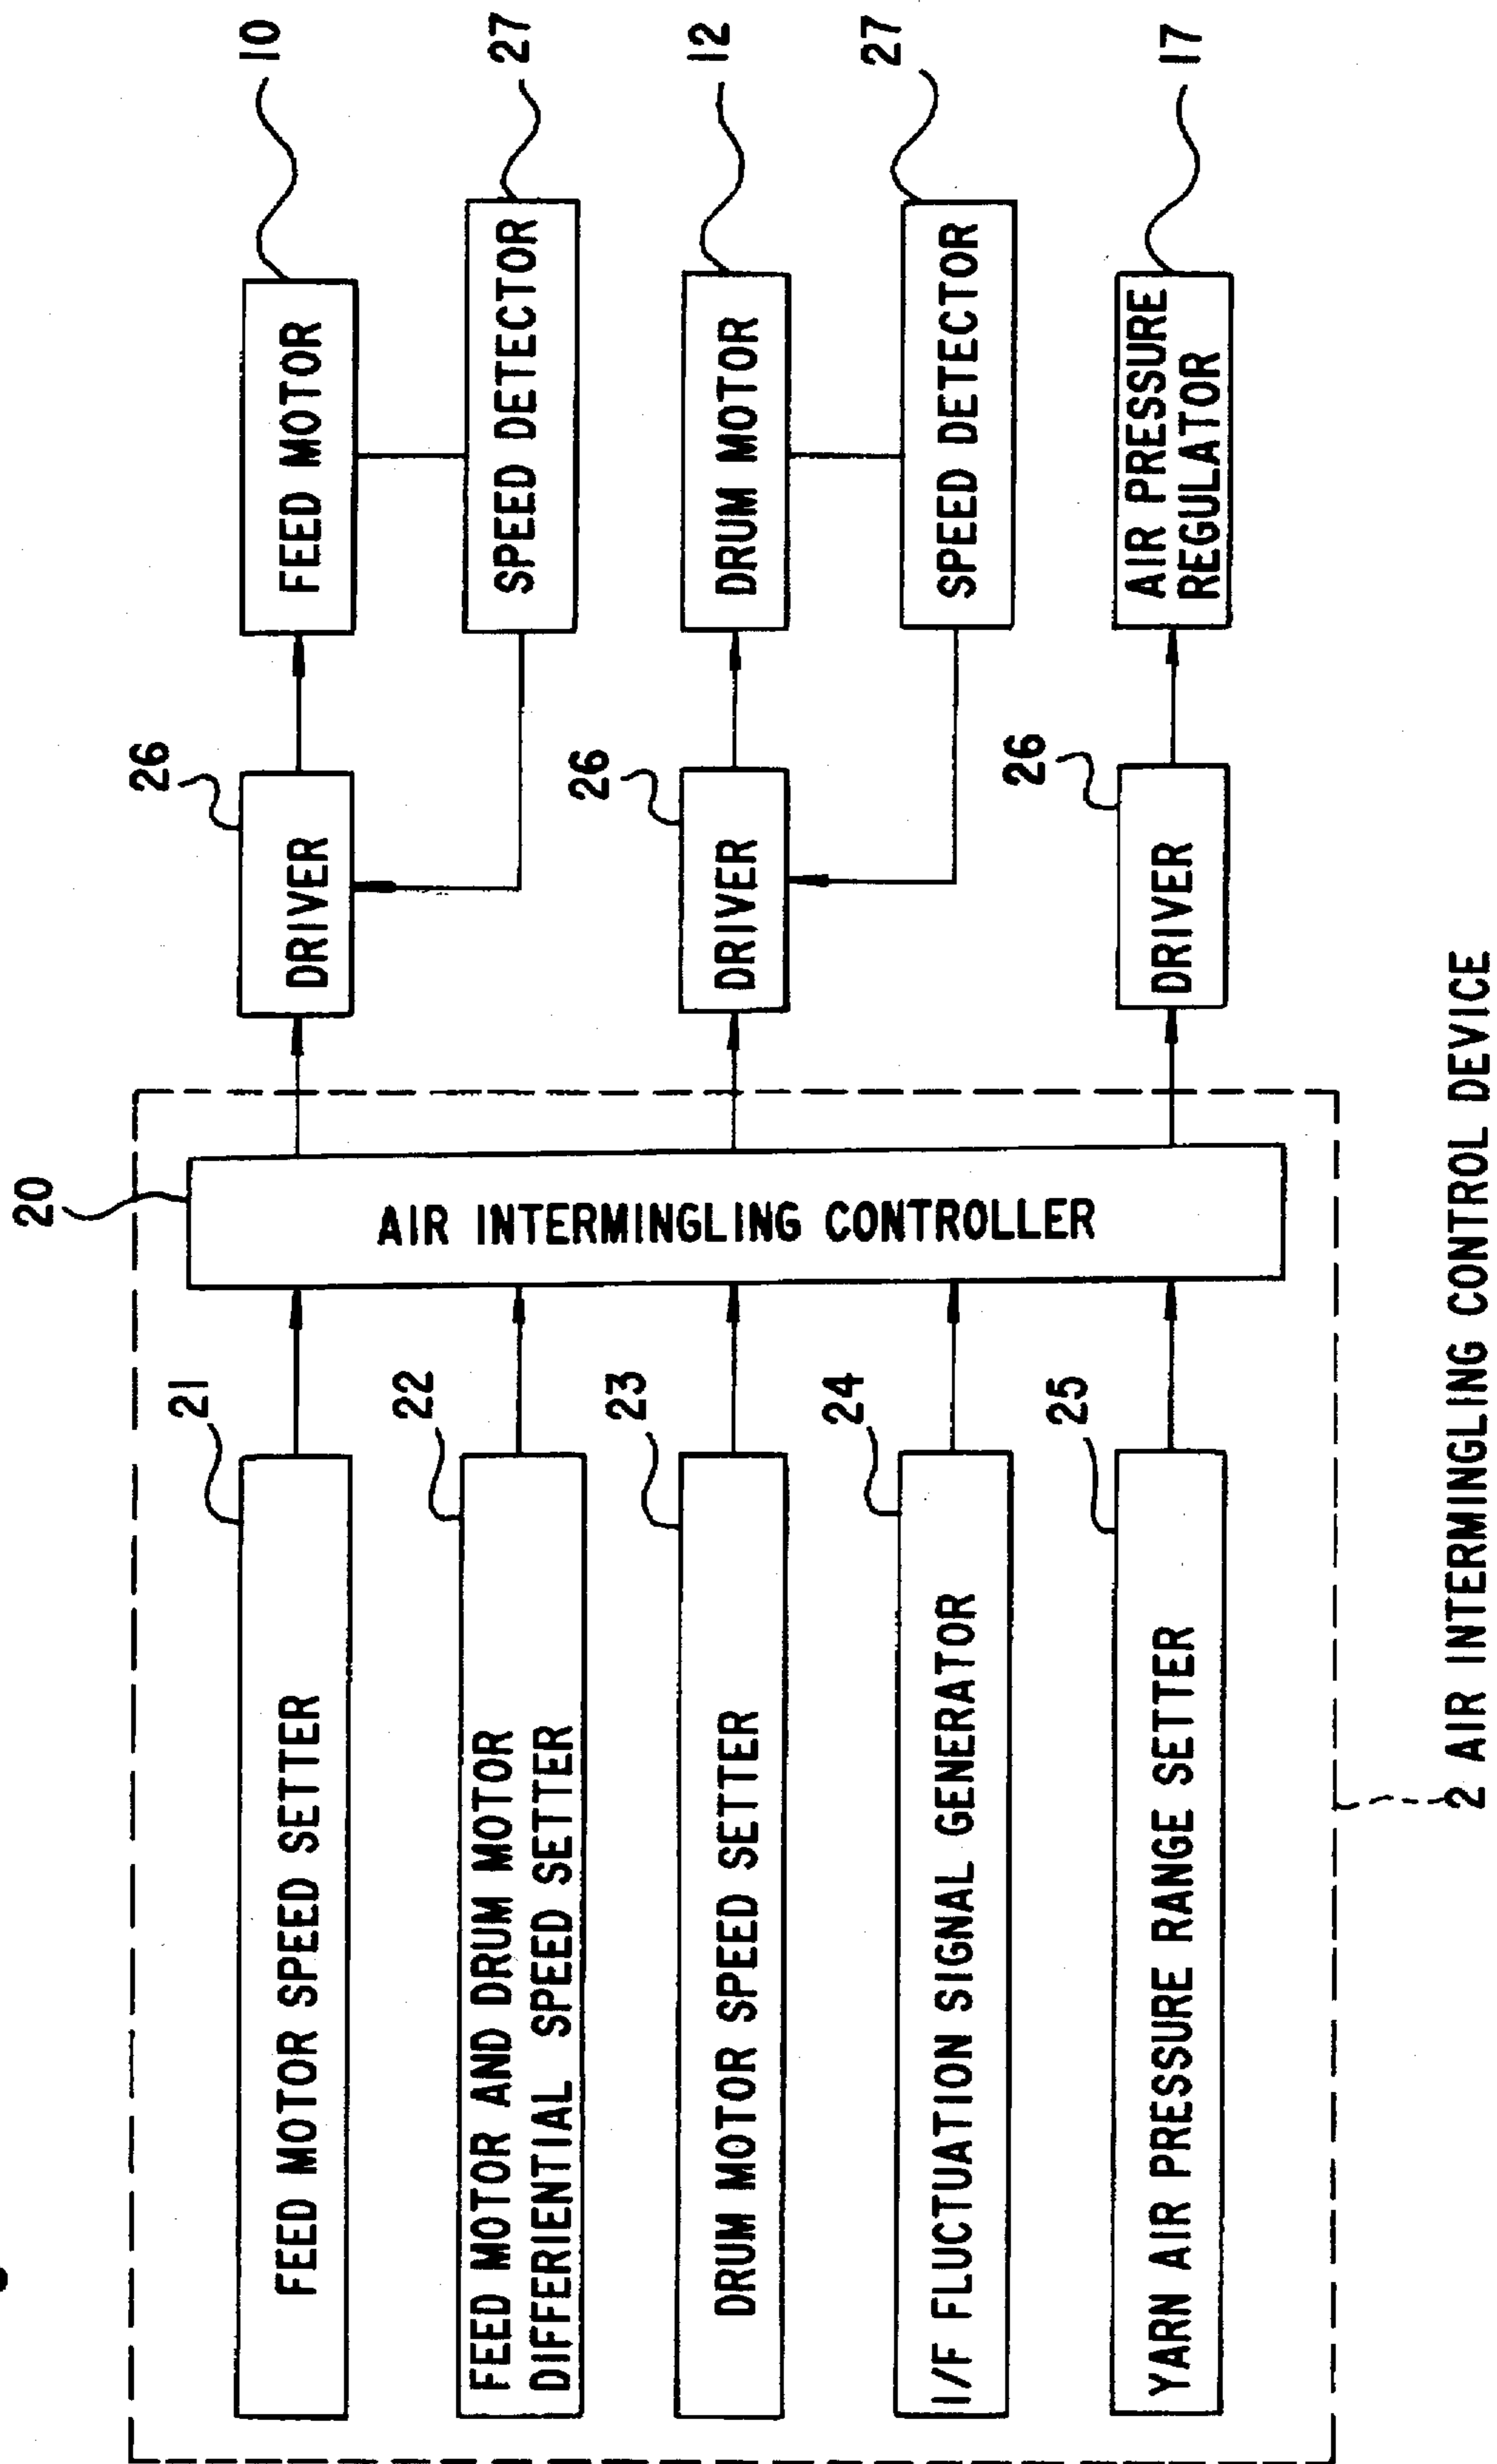 21
FEED MOTOR SPEED SETTER
22
FEED MOTOR AND DRUM MOTOR
DIFFERIENTIAL SPEED SETTER
23
DRUM MOTOR SPEED SETTER
24
I/F FLUCTUATION SIGNAL GENERATOR
25
YARN AIR PRESSURE RANGE SETTER
20
AIR INTERMINGLING CONTROLLER
26
DRIVER
10
FEED MOTOR
27
SPEED DETECTOR
26
DRIVER
12
DRUM MOTOR
27
SPEED DETECTOR
26
DRIVER
17
AIR PRESSURE
REGULATOR
2 AIR INTERMINGLING CONTROL DEVICE